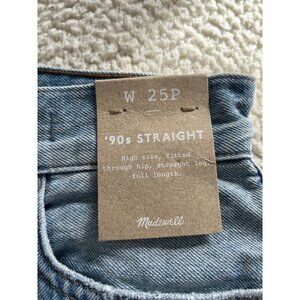 W 25P
'90s STRAIGHT
High rise, fitted
through hip, straight leg,
full length.
Madewell